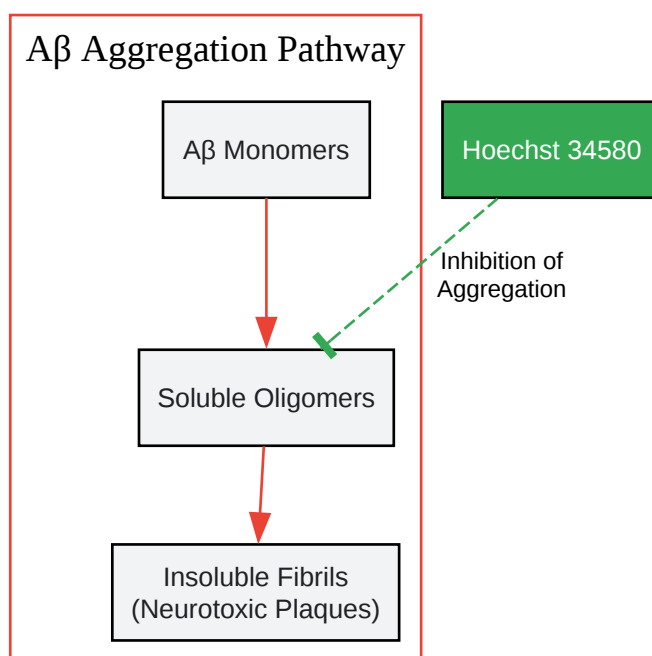 Aβ Aggregation Pathway
Aβ Monomers
Hoechst 34580
Inhibition of
Aggregation
Soluble Oligomers
Insoluble Fibrils
(Neurotoxic Plaques)